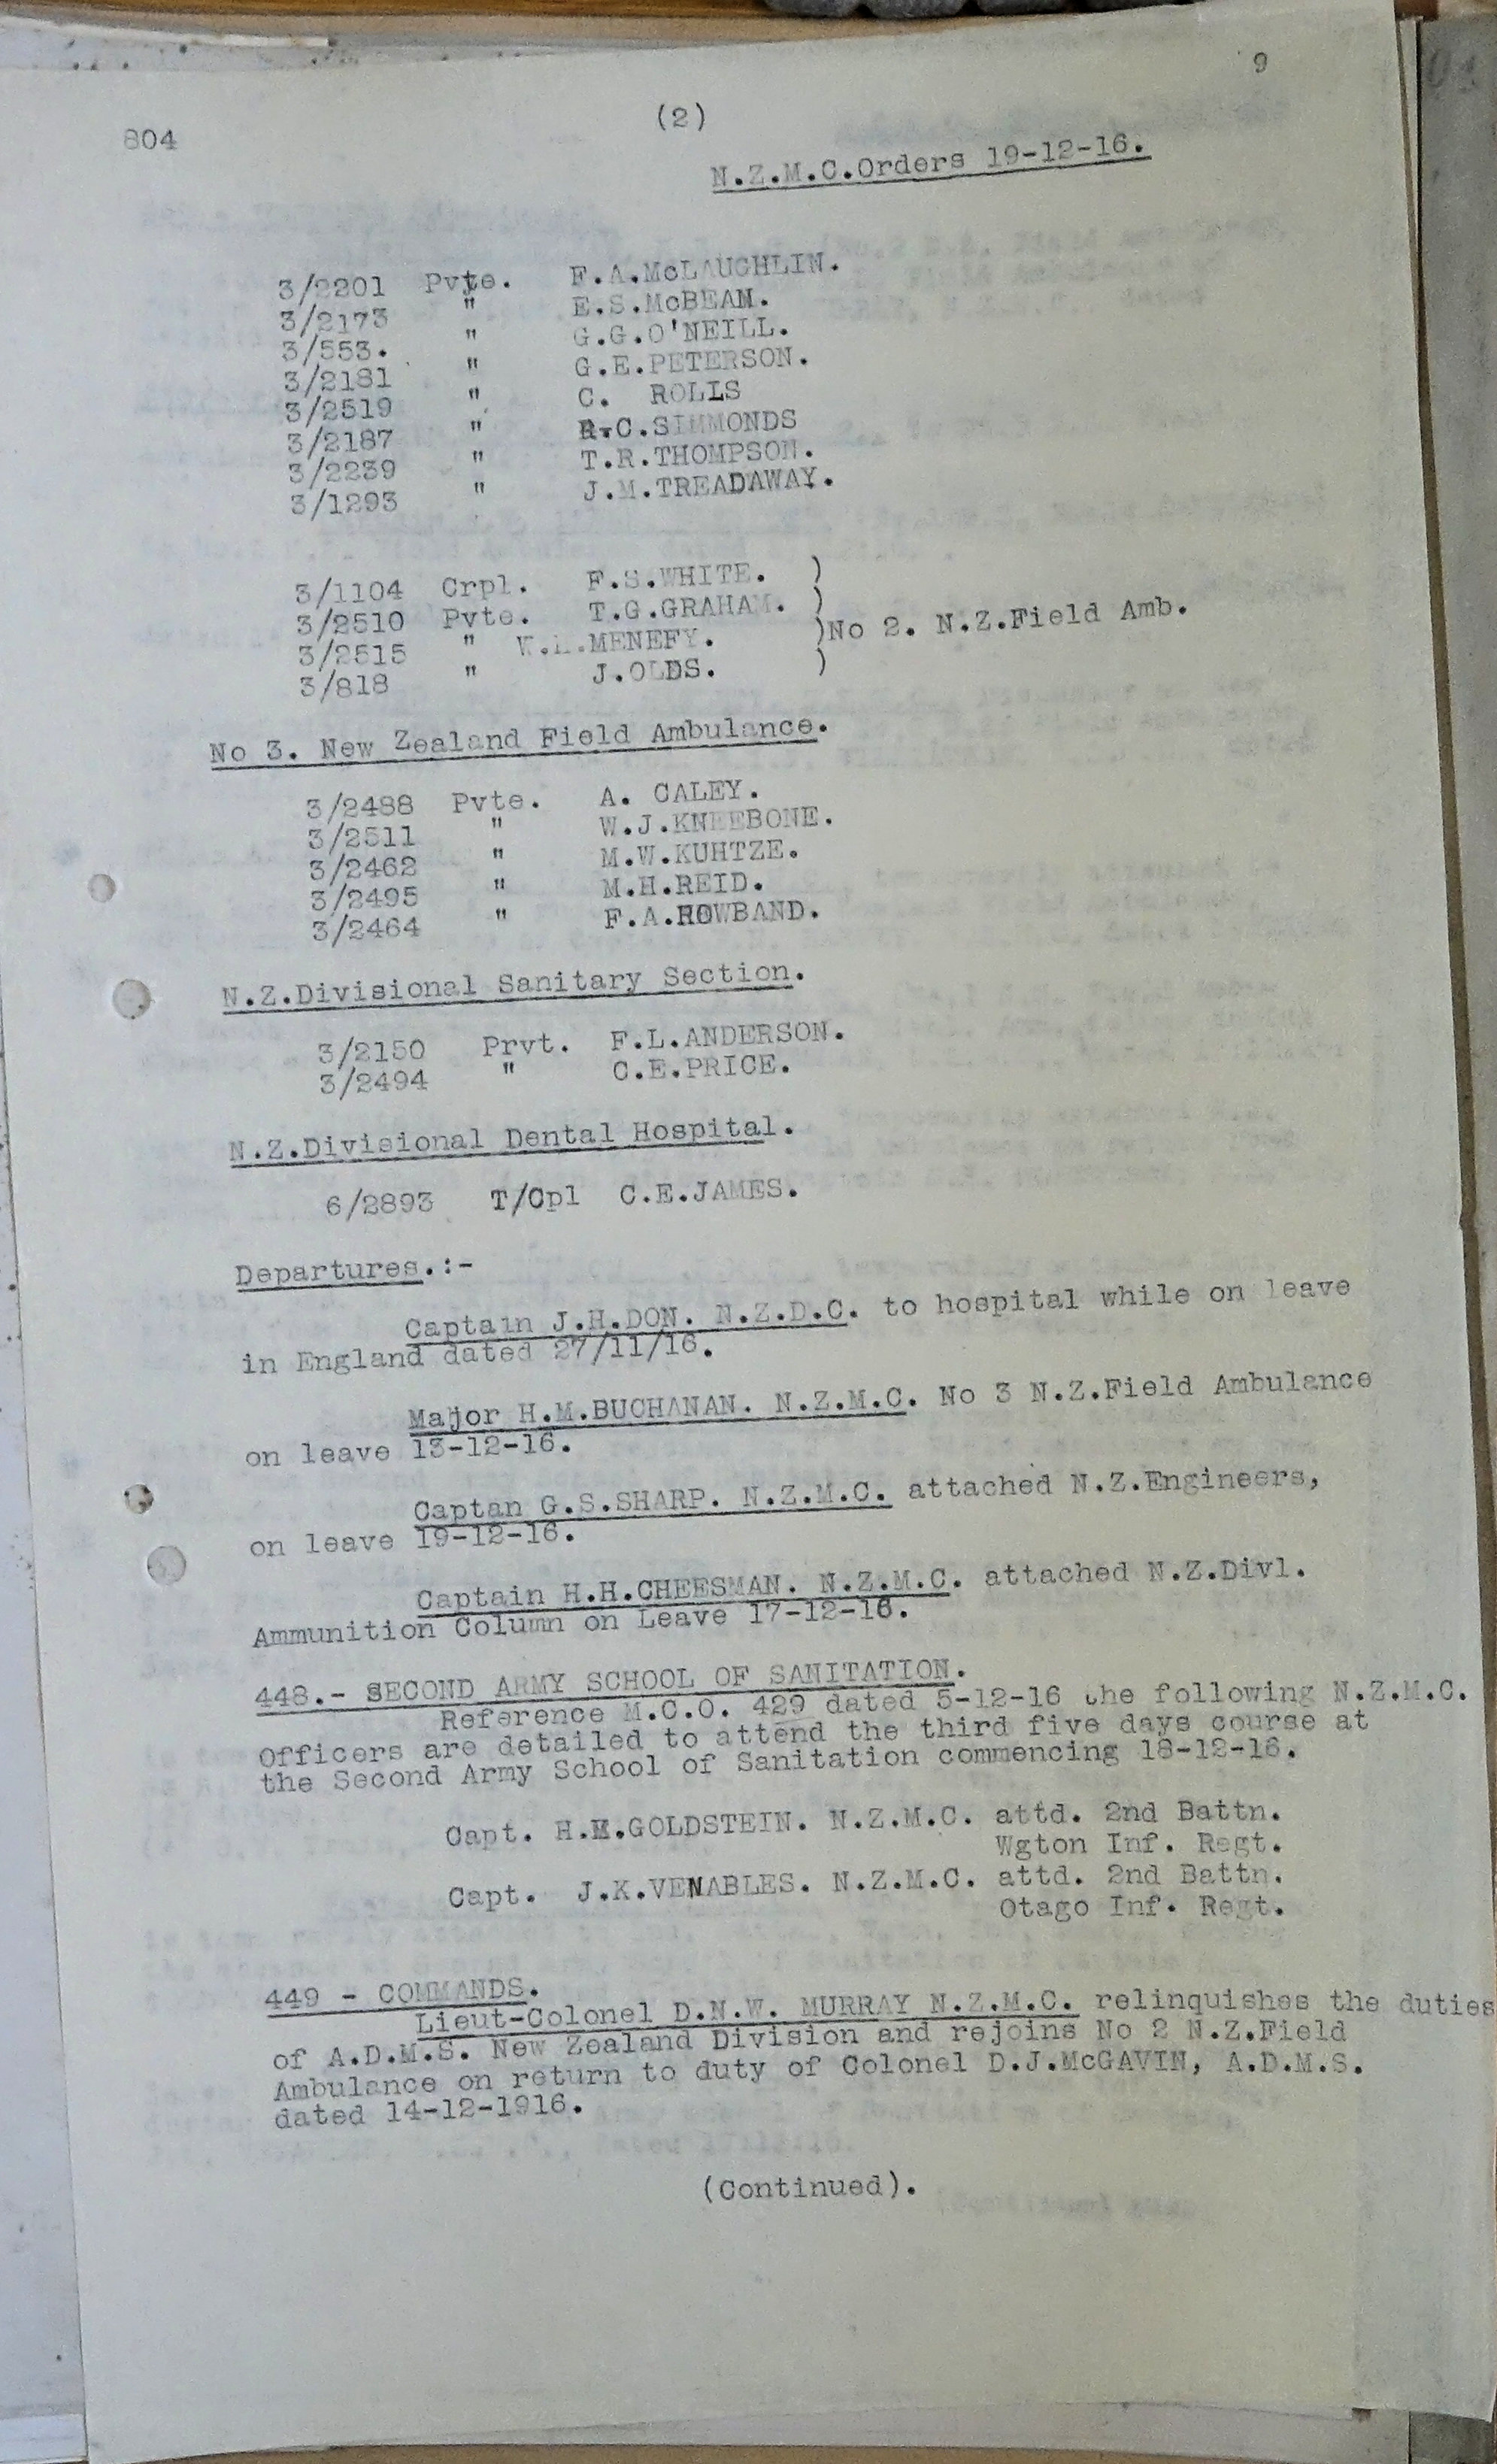 9
804
(2)
N.Z.M.C.Orders 19-12-16.
3/2201 Pvte. F.A.McLAUGHLIN.
3/2173 " E.S.McBEAN.
3/553. " G.G.O'NEILL.
3/2181 " G.E.PETERSON.
3/2519 " C. ROLLS
3/2187 " R.C.SIMMONDS
3/2239 " T.R.THOMPSON.
3/1293 " J.M.TREADAWAY.
3/1104 Crpl. F.S.WHITE. )
3/2510 Pvte. T.G.GRAHAM. )
3/2515 " MENEFY. )No 2. N.Z.Field Amb.
3/818 " J.OLDS. )
No 3. New Zealand Field Ambulance.
3/2488 Pvte. A. CALEY.
3/2511 " W.J.KNEEBONE.
3/2462 " M.W.KUHTZE.
3/2495 " M.H.REID.
3/2464 " F.A.ROWBAND.
N.Z.Divisional Sanitary Section.
3/2150 Prvt. F.L.ANDERSON.
3/2494 " C.E.PRICE.
N.Z.Divisional Dental Hospital.
6/2893 T/Cpl C.E.JAMES.
Departures.:-
Captain J.H.DON. N.Z.D.C. to hospital while on leave
in England dated 27/11/16.
Major H.M.BUCHANAN. N.Z.M.C. No 3 N.Z.Field Ambulance
on leave 13-12-16.
Captan G.S.SHARP. N.Z.M.C. attached N.Z.Engineers,
on leave 19-12-16.
Captain H.H.CHEESMAN. N.Z.M.C. attached N.Z.Divl.
Ammunition Column on Leave 17-12-16.
448.- SECOND ARMY SCHOOL OF SANITATION.
Reference M.C.O. 429 dated 5-12-16 the following N.Z.M.C.
Officers are detailed to attend the third five days course at
the Second Army School of Sanitation commencing 18-12-16.
Capt. H.M.GOLDSTEIN. N.Z.M.C. attd. 2nd Battn.
Wgton Inf. Regt.
Capt. J.K.VENABLES. N.Z.M.C. attd. 2nd Battn.
Otago Inf. Regt.
449 - COMMANDS.
Lieut-Colonel D.N.W. MURRAY N.Z.M.C. relinquishes the duties
of A.D.M.S. New Zealand Division and rejoins No 2 N.Z.Field
Ambulance on return to duty of Colonel D.J.McGAVIN, A.D.M.S.
dated 14-12-1916.
(Continued).